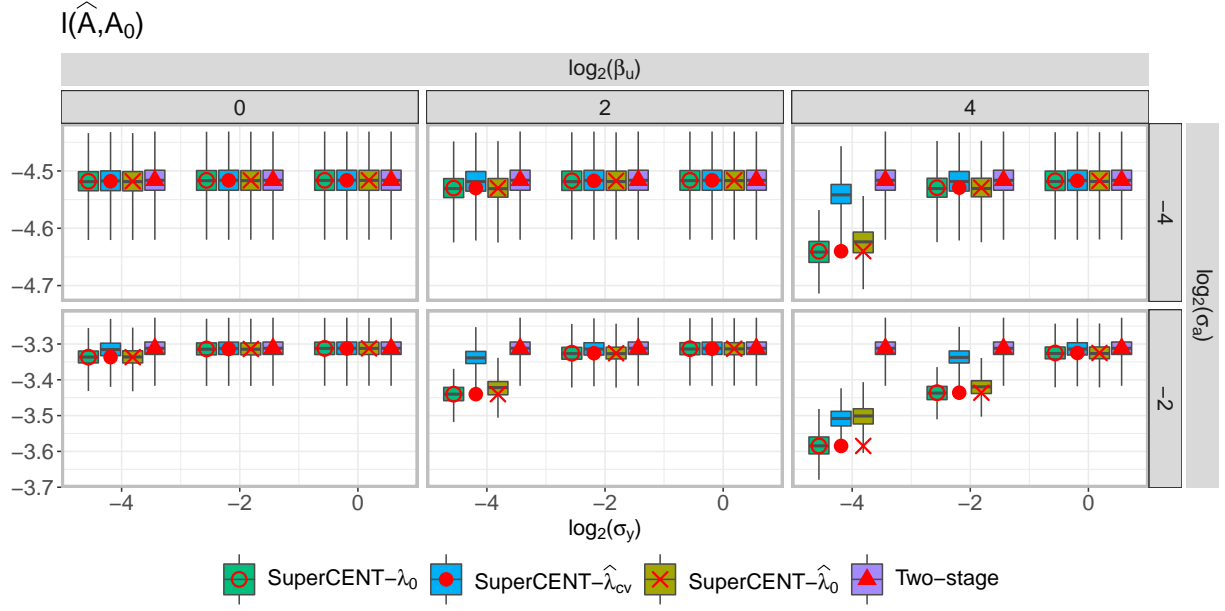 l(Â,A₀)
log₂(βᵤ)
0 2 4
−4.5
−4.6
−4.7
−4
−3.3
−3.4
−3.5
−3.6
−3.7
−2
log₂(σₐ)
−4 −2 0 −4 −2 0 −4 −2 0
log₂(σ_y)
SuperCENT−λ₀ SuperCENT−λ̂_cv SuperCENT−λ̂₀ Two−stage